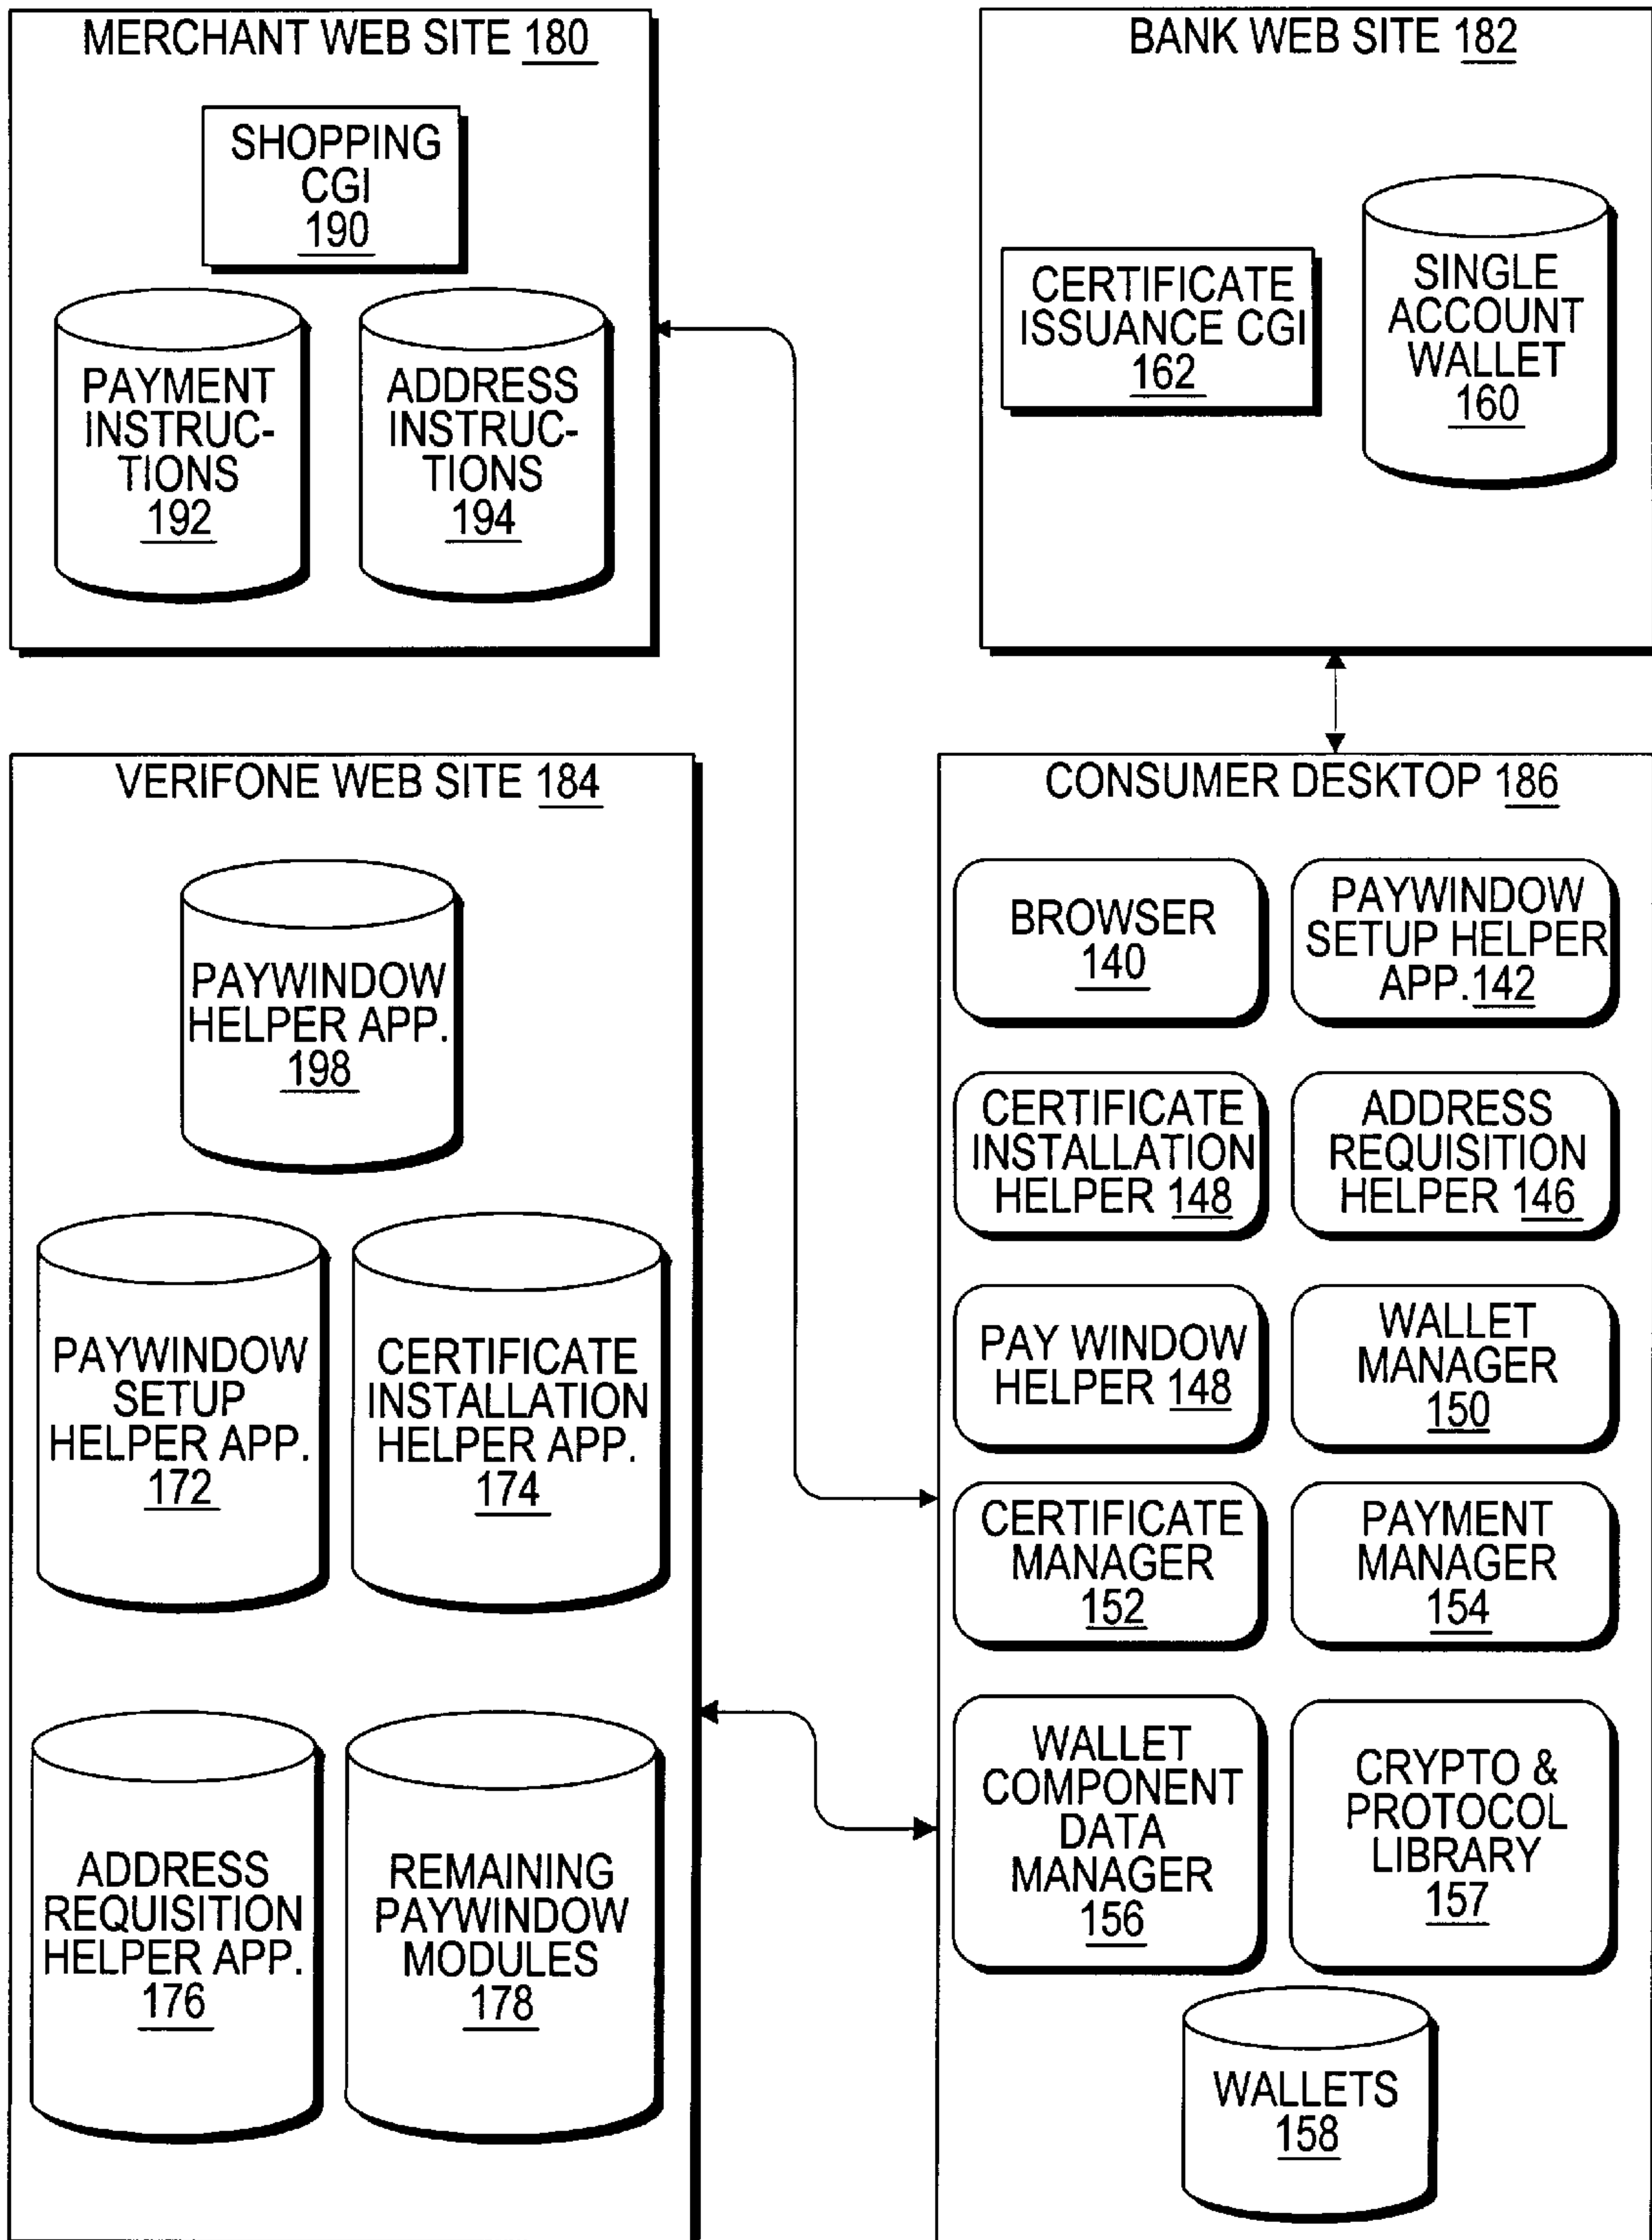 MERCHANT WEB SITE 180
SHOPPING
CGI
190
PAYMENT
INSTRUC-
TIONS
192
ADDRESS
INSTRUC-
TIONS
194
BANK WEB SITE 182
CERTIFICATE
ISSUANCE CGI
162
SINGLE
ACCOUNT
WALLET
160
VERIFONE WEB SITE 184
PAYWINDOW
HELPER APP.
198
PAYWINDOW
SETUP
HELPER APP.
172
CERTIFICATE
INSTALLATION
HELPER APP.
174
ADDRESS
REQUISITION
HELPER APP.
176
REMAINING
PAYWINDOW
MODULES
178
CONSUMER DESKTOP 186
BROWSER
140
PAYWINDOW
SETUP HELPER
APP.142
CERTIFICATE
INSTALLATION
HELPER 148
ADDRESS
REQUISITION
HELPER 146
PAY WINDOW
HELPER 148
WALLET
MANAGER
150
CERTIFICATE
MANAGER
152
PAYMENT
MANAGER
154
WALLET
COMPONENT
DATA
MANAGER
156
CRYPTO &
PROTOCOL
LIBRARY
157
WALLETS
158